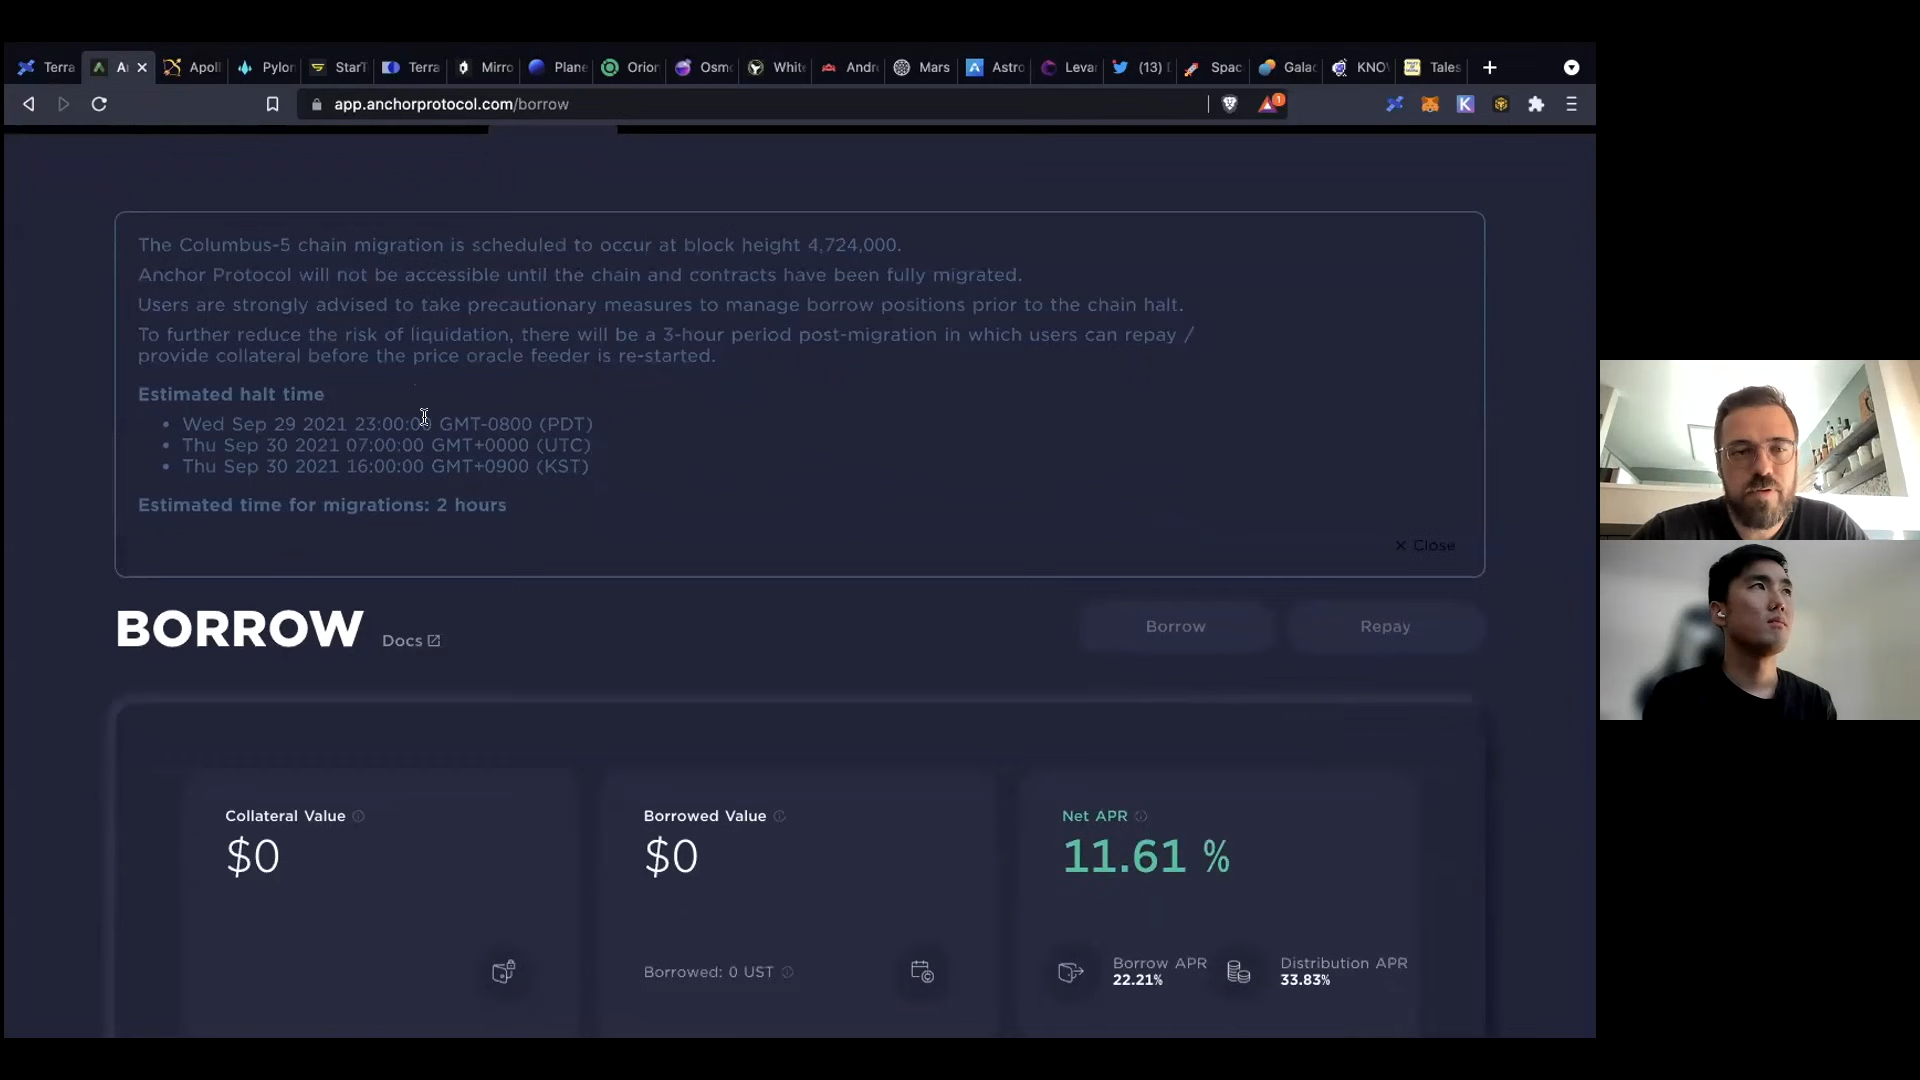 Terra
A
Apoll
Pylon
StarT
Terra
Mirro
Plane
Orion
Osmo
White
Andr
Mars
Astro
Leva
(13)
Spac
Galac
KNOW
Tales
app.anchorprotocol.com/borrow
1
The Columbus-5 chain migration is scheduled to occur at block height 4,724,000.
Anchor Protocol will not be accessible until the chain and contracts have been fully migrated.
Users are strongly advised to take precautionary measures to manage borrow positions prior to the chain halt.
To further reduce the risk of liquidation, there will be a 3-hour period post-migration in which users can repay /
provide collateral before the price oracle feeder is re-started.
Estimated halt time
• Wed Sep 29 2021 23:00:00 GMT-0800 (PDT)
• Thu Sep 30 2021 07:00:00 GMT+0000 (UTC)
• Thu Sep 30 2021 16:00:00 GMT+0900 (KST)
Estimated time for migrations: 2 hours
× Close
BORROW Docs
Borrow
Repay
Collateral Value
$0
Borrowed Value
$0
Borrowed: 0 UST
Net APR
11.61 %
Borrow APR
22.21%
Distribution APR
33.83%